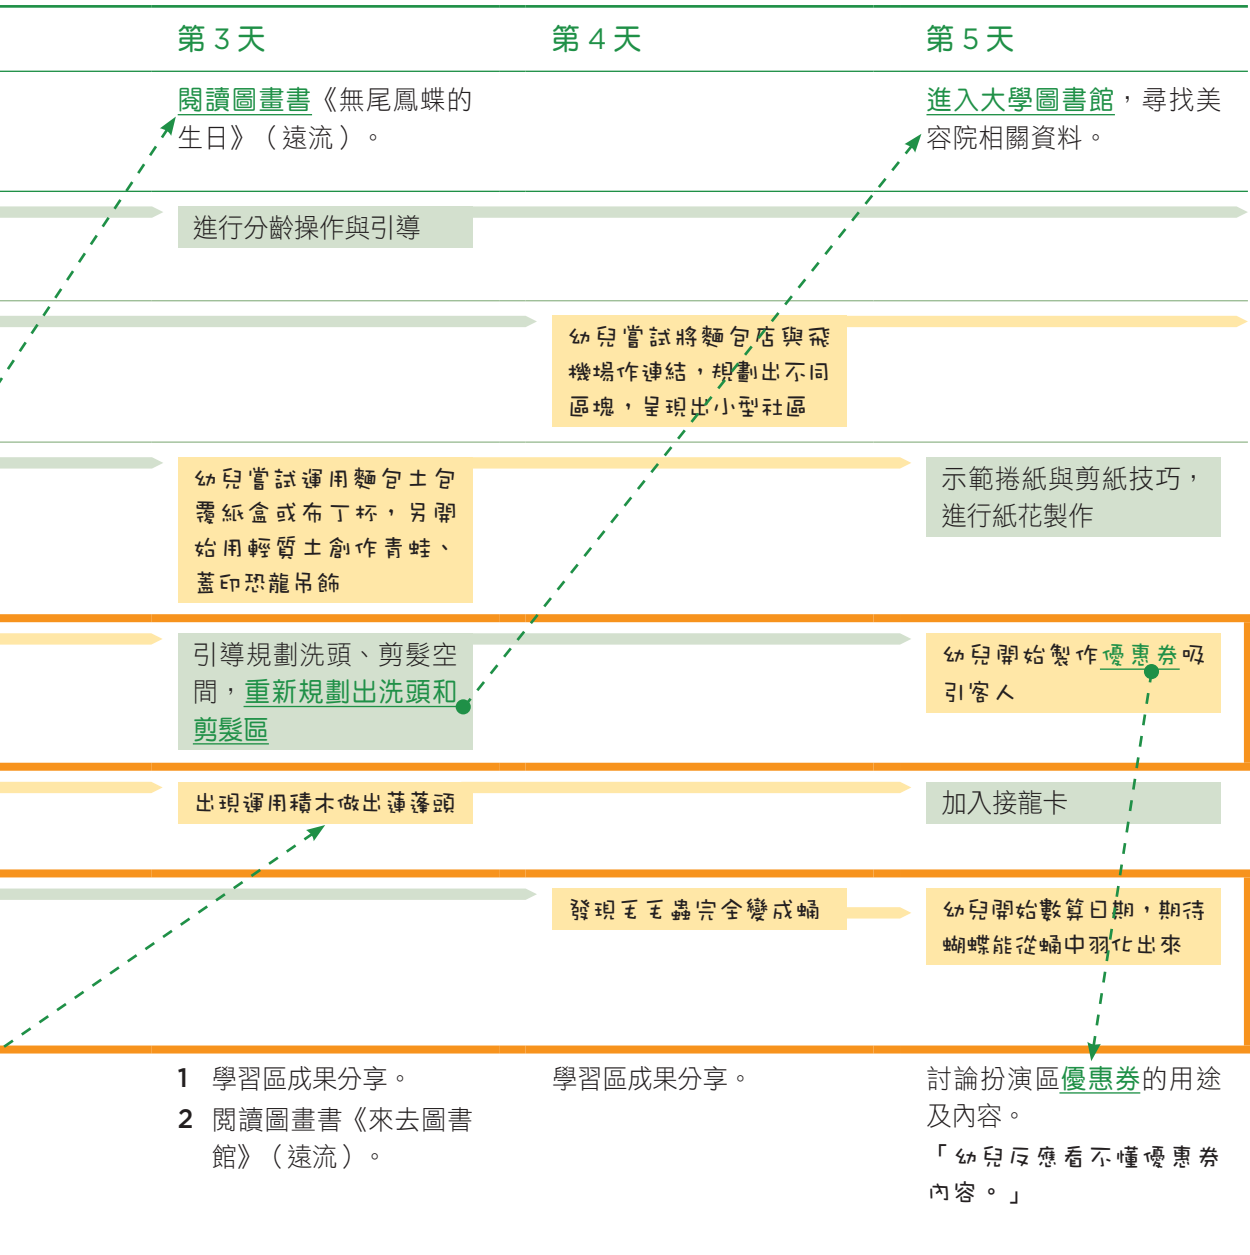 第 3 天
第 4 天
第 5 天
閱讀圖畫書《無尾鳳蝶的
生日》（遠流）。
進入大學圖書館，尋找美
容院相關資料。
進行分齡操作與引導
幼兒嘗試將麵包店與飛
機場作連結，規劃出不同
區塊，呈現出小型社區
幼兒嘗試運用麵包土包
覆紙盒或布丁杯，另開
始用輕質土創作青蛙、
蓋印恐龍吊飾
示範捲紙與剪紙技巧，
進行紙花製作
引導規劃洗頭、剪髮空
間，重新規劃出洗頭和
剪髮區
幼兒開始製作優惠券吸
引客人
出現運用積木做出蓮蓬頭
加入接龍卡
發現毛毛蟲完全變成蛹
幼兒開始數算日期，期待
蝴蝶能從蛹中羽化出來
1 學習區成果分享。
2 閱讀圖畫書《來去圖書
館》（遠流）。
學習區成果分享。
討論扮演區優惠券的用途
及內容。
「幼兒反應看不懂優惠券
內容。」